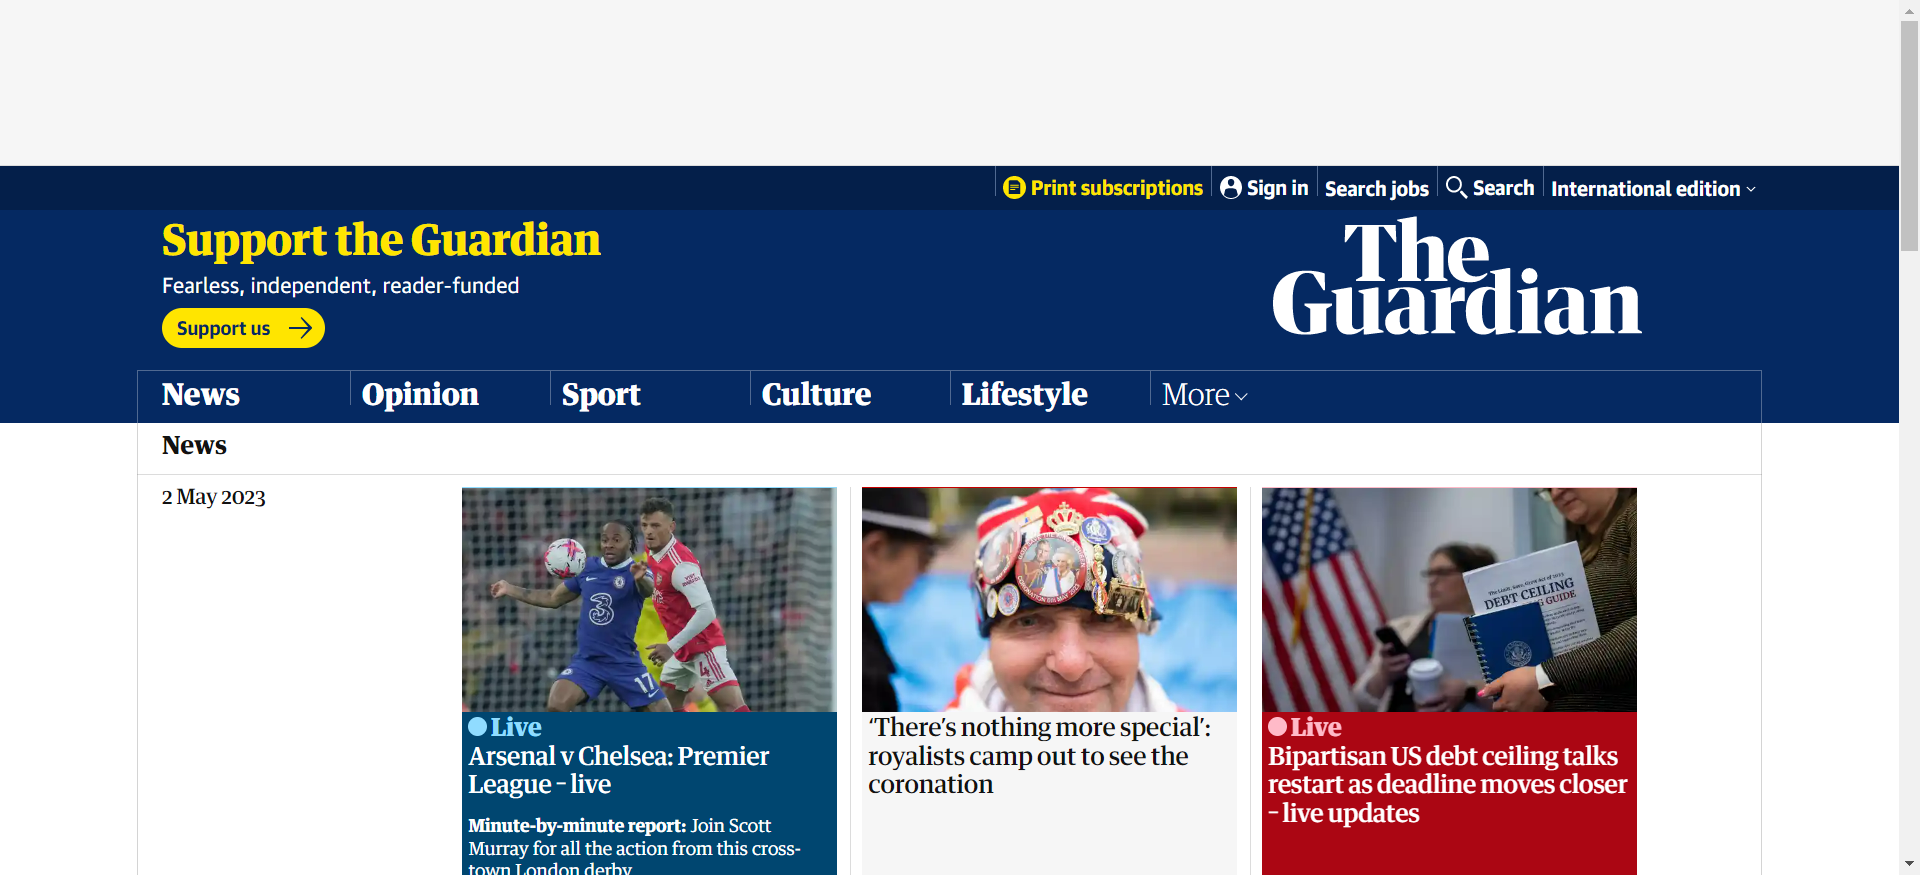 Print subscriptions
Sign in
Search jobs
Search
International edition
Support the Guardian
Fearless, independent, reader-funded
Support us
The
Guardian
News
Opinion
Sport
Culture
Lifestyle
More
News
2 May 2023
3
17
4
DEBT CEILING
GUIDE
Live
Arsenal v Chelsea: Premier
League – live
Minute-by-minute report: Join Scott
Murray for all the action from this cross-
town London derby
‘There’s nothing more special’:
royalists camp out to see the
coronation
Live
Bipartisan US debt ceiling talks
restart as deadline moves closer
– live updates